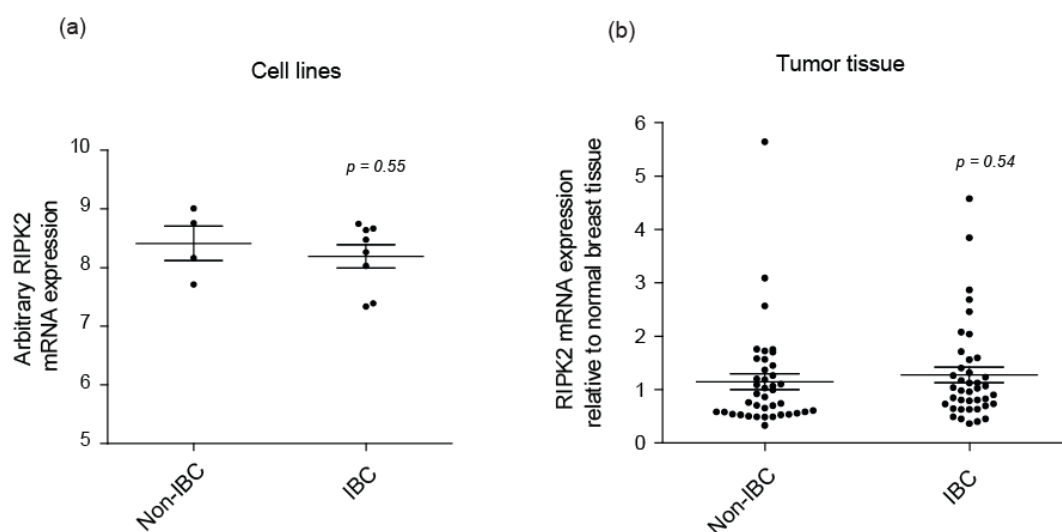 (a)
Cell lines
Arbitrary RIPK2
mRNA expression
10
9
8
7
6
5
p = 0.55
Non-IBC
IBC
(b)
Tumor tissue
RIPK2 mRNA expression
relative to normal breast tissue
6
5
4
3
2
1
0
p = 0.54
Non-IBC
IBC